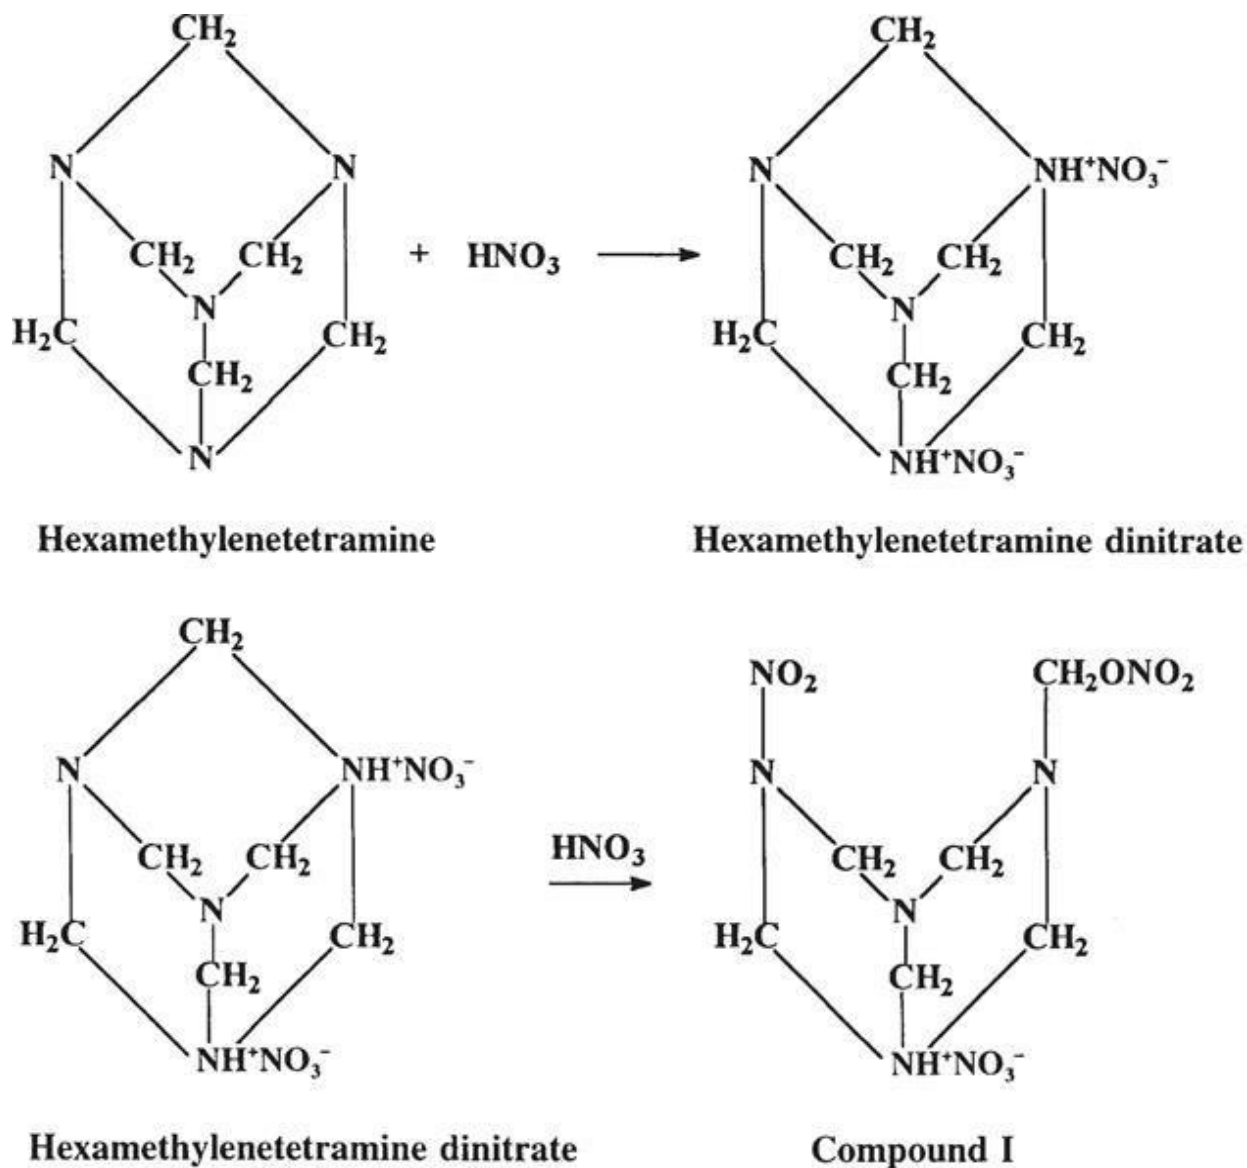 CH₂ CH₂
N N N NH⁺NO₃⁻
CH₂ CH₂ + HNO₃ CH₂ CH₂
N N
H₂C CH₂ H₂C CH₂
CH₂ CH₂
N NH⁺NO₃⁻
Hexamethylenetetramine Hexamethylenetetramine dinitrate
CH₂
NO₂ CH₂ONO₂
N NH⁺NO₃⁻ N N
CH₂ CH₂ HNO₃ CH₂ CH₂
N N
H₂C CH₂ H₂C CH₂
CH₂ CH₂
NH⁺NO₃⁻ NH⁺NO₃⁻
Hexamethylenetetramine dinitrate Compound I